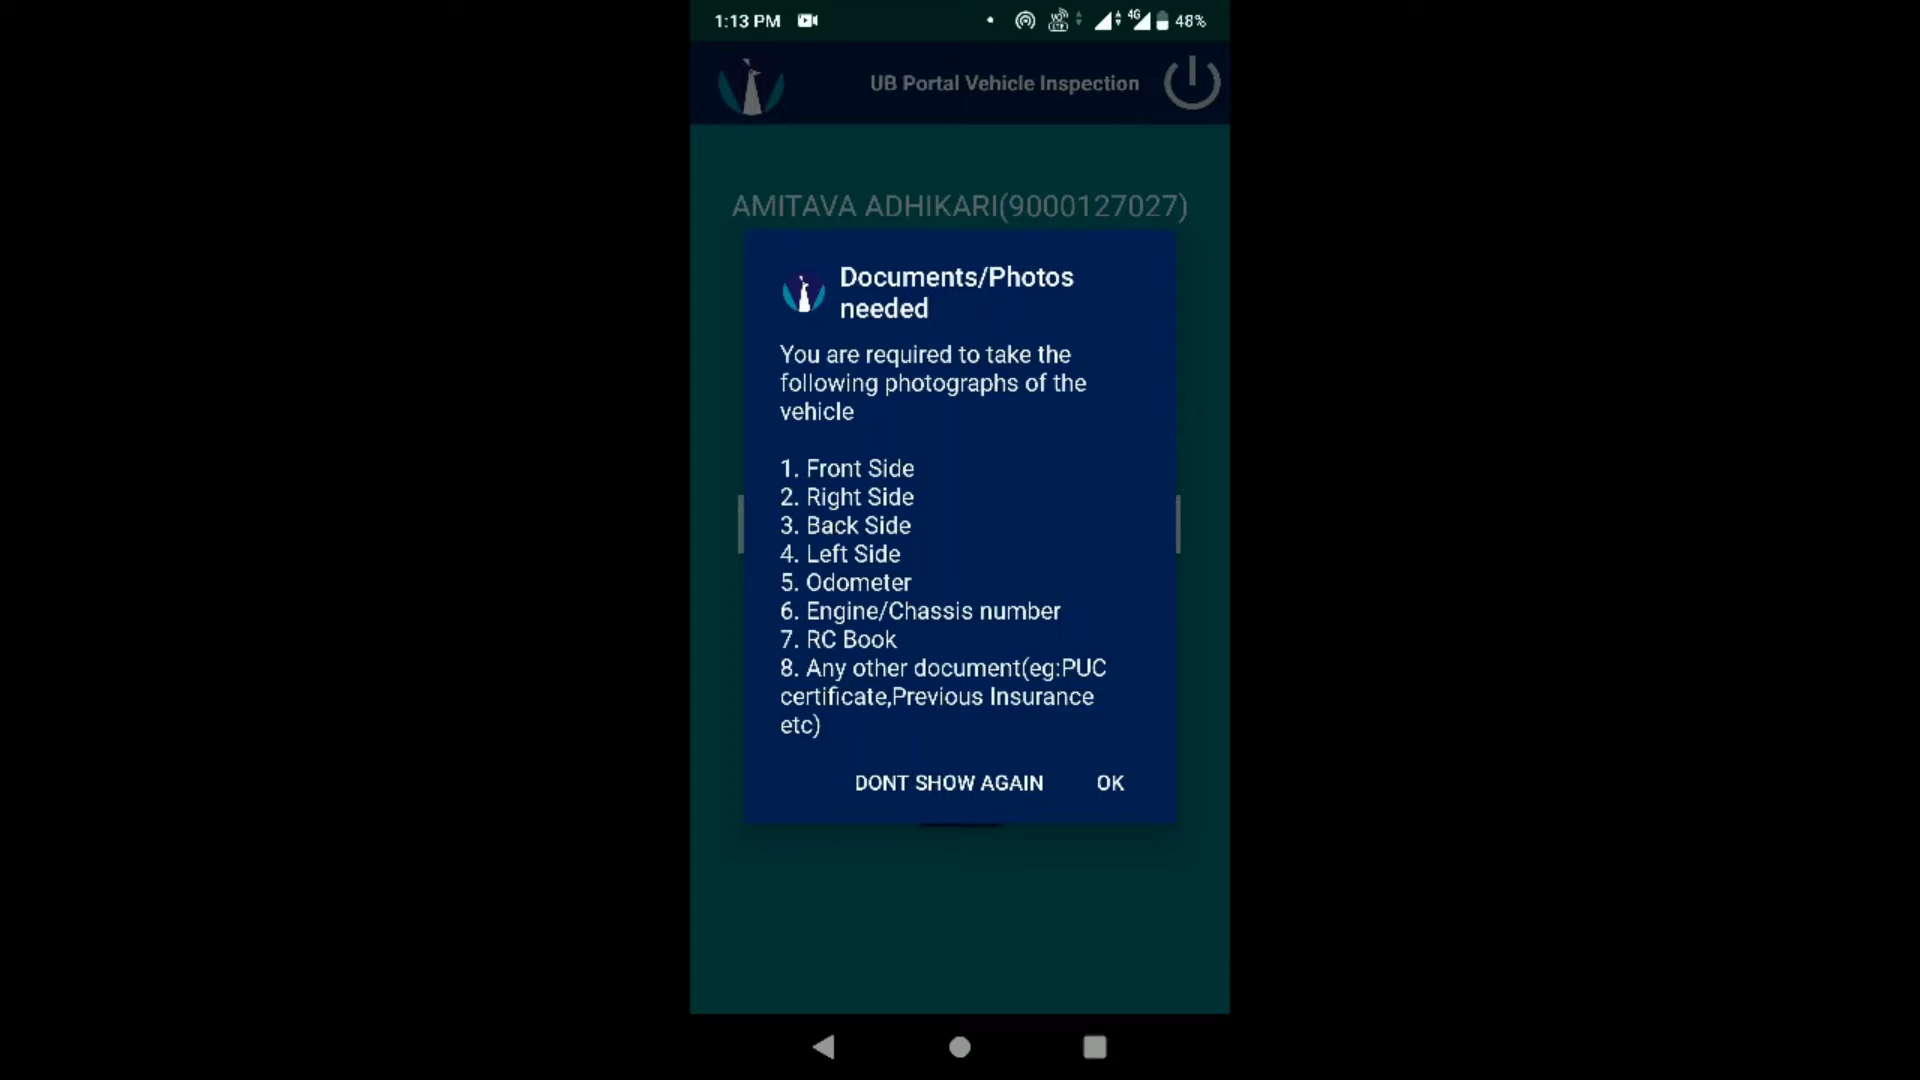 1:13 PM
4G 48%
UB Portal Vehicle Inspection
AMITAVA ADHIKARI(9000127027)
Documents/Photos
needed
You are required to take the
following photographs of the
vehicle
1. Front Side
2. Right Side
3. Back Side
4. Left Side
5. Odometer
6. Engine/Chassis number
7. RC Book
8. Any other document(eg:PUC
certificate,Previous Insurance
etc)
DONT SHOW AGAIN OK